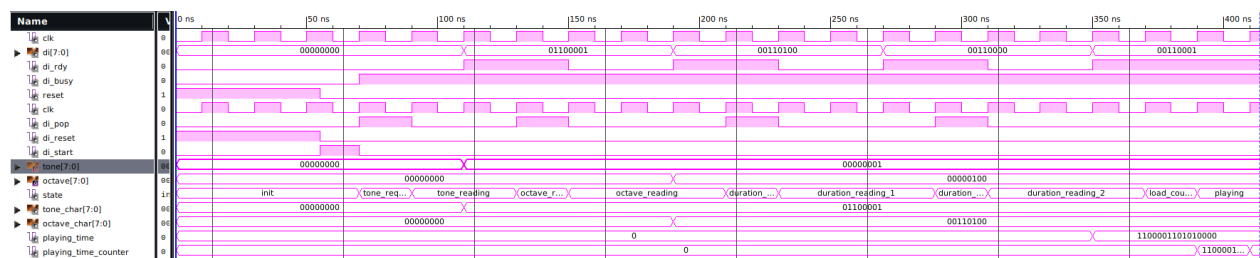 Name V 0 ns 50 ns 100 ns 150 ns 200 ns 250 ns 300 ns 350 ns 400 ns
clk 0
di[7:0] 00000000 01100001 00110100 00110000 00110001
di_rdy 0
di_busy 0
reset 1
clk 0
di_pop 0
di_reset 1
di_start 0
tone[7:0] 00000000 00000001
octave[7:0] 00000000 00000100
state init tone_req... tone_reading octave_r... octave_reading duration_... duration_reading_1 duration_... duration_reading_2 load_cou... playing
tone_char[7:0] 00000000 01100001
octave_char[7:0] 00000000 00110100
playing_time 0 0 1100001101010000
playing_time_counter 0 0 1100001...